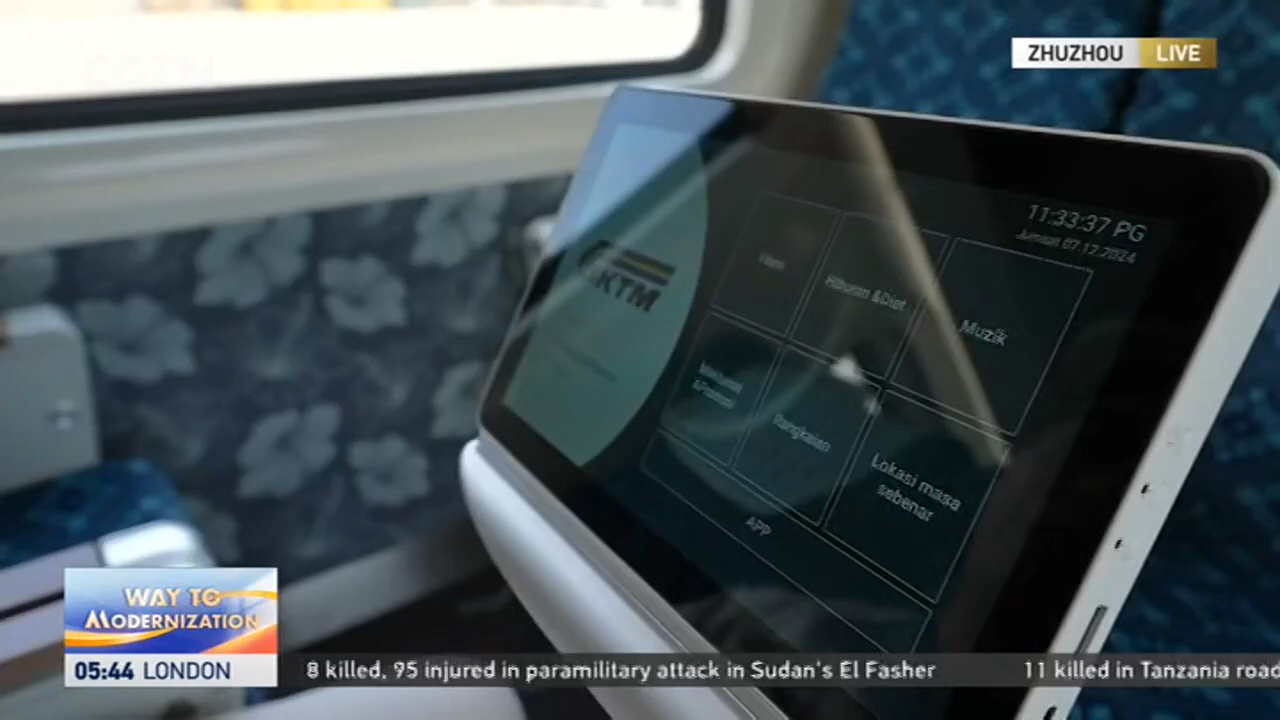 ZHUZHOU LIVE
11:33:37 PG
Jumaat 07.12.2024
KTM
Hiburan &Diet
Muzik
Rangkaian
Lokasi masa
sebenar
APP
WAY TO
MODERNIZATION
05:44 LONDON
8 killed, 95 injured in paramilitary attack in Sudan's El Fasher
11 killed in Tanzania road